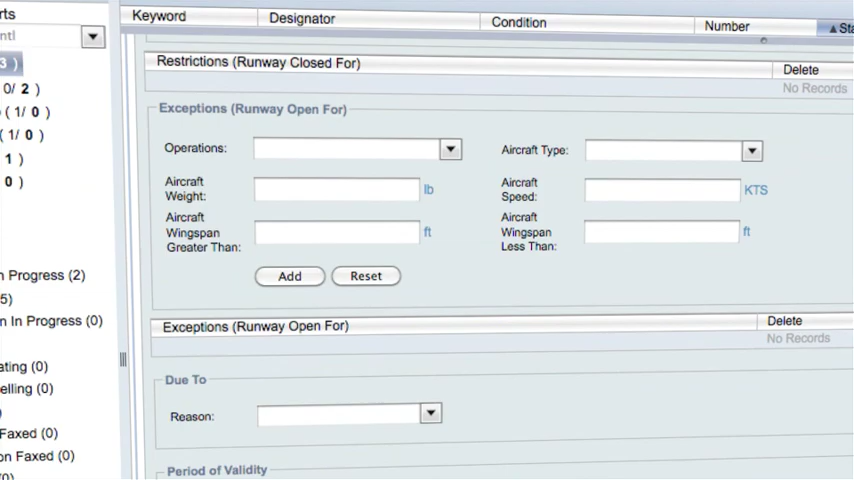 rts
Keyword Designator Condition Number ▲Sta
ntl
3 )
Restrictions (Runway Closed For) Delete
No Records
0/ 2 )
( 1/ 0 )
( 1/ 0 )
1 )
0 )
Exceptions (Runway Open For)
Operations: Aircraft Type:
Aircraft
Weight: lb
Aircraft
Speed: KTS
Aircraft
Wingspan
Greater Than: ft
Aircraft
Wingspan
Less Than: ft
Add Reset
n Progress (2)
5)
n In Progress (0)
Exceptions (Runway Open For) Delete
No Records
ating (0)
elling (0)
)
Faxed (0)
on Faxed (0)
(0)
Due To
Reason:
Period of Validity